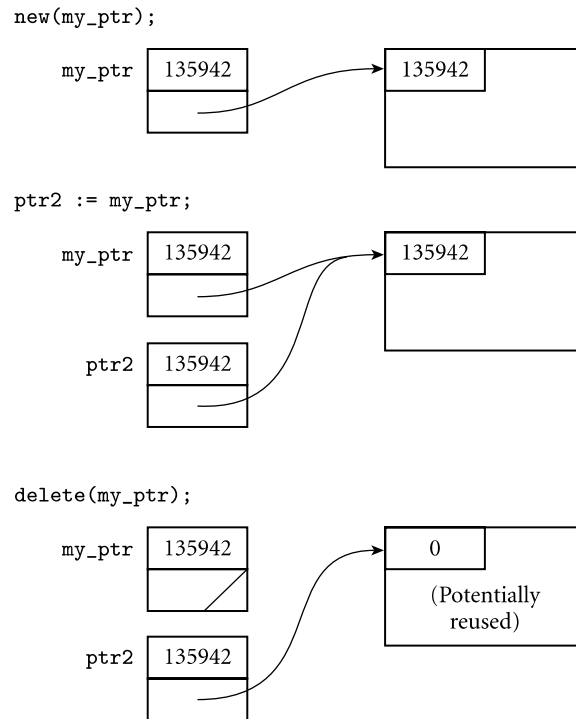 new(my_ptr);
my_ptr 135942 135942
ptr2 := my_ptr;
my_ptr 135942 135942
ptr2 135942
delete(my_ptr);
my_ptr 135942 0
(Potentially
reused)
ptr2 135942